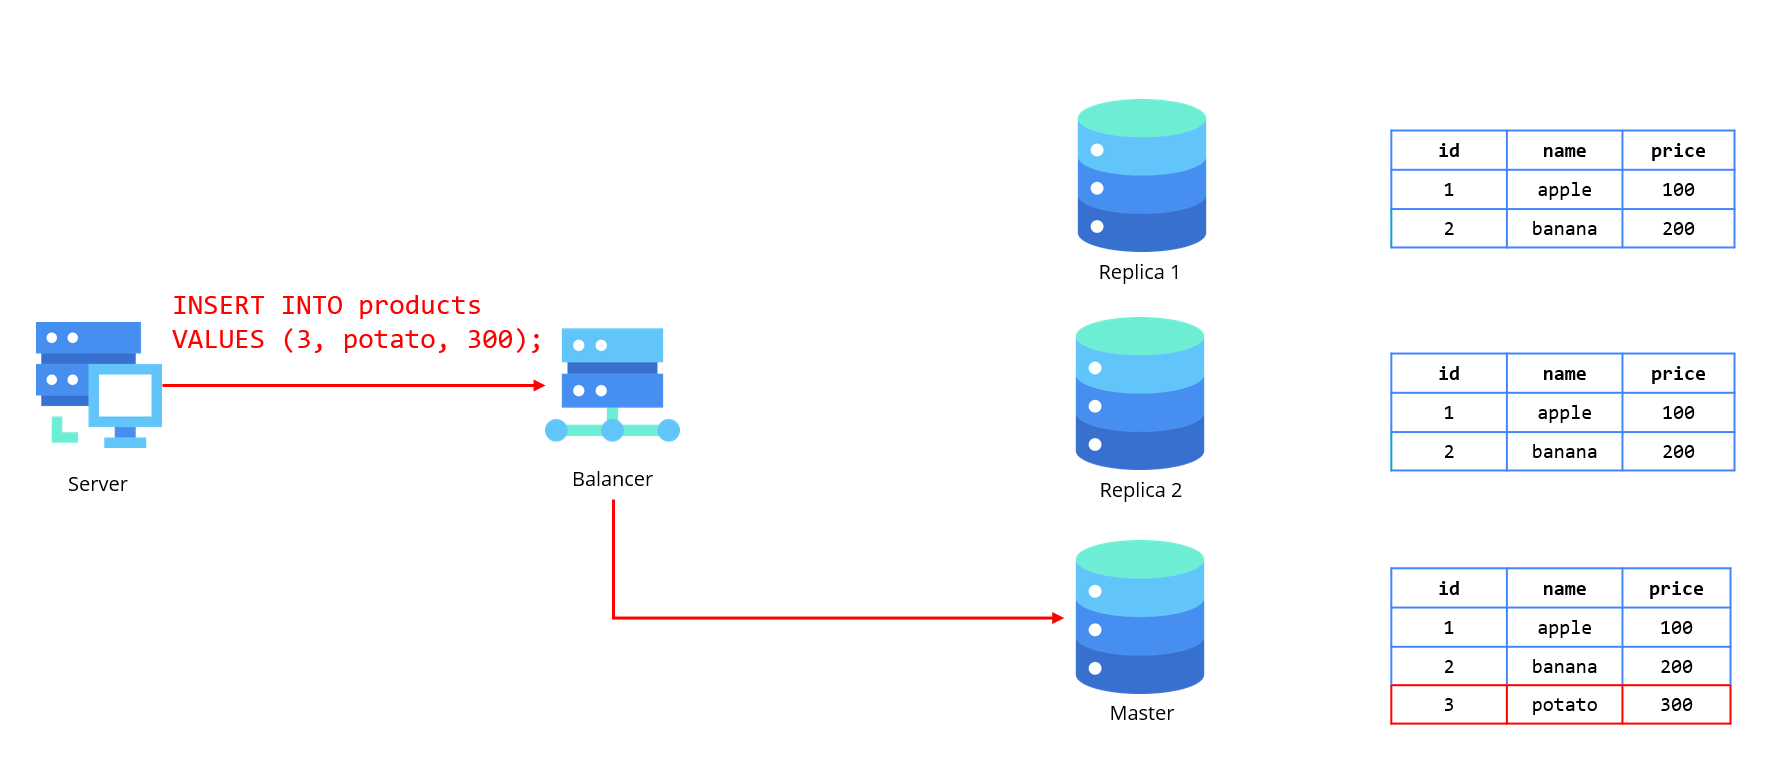 id name price
1 apple 100
2 banana 200
Replica 1
INSERT INTO products
VALUES (3, potato, 300);
Server
Balancer
id name price
1 apple 100
2 banana 200
Replica 2
id name price
1 apple 100
2 banana 200
3 potato 300
Master